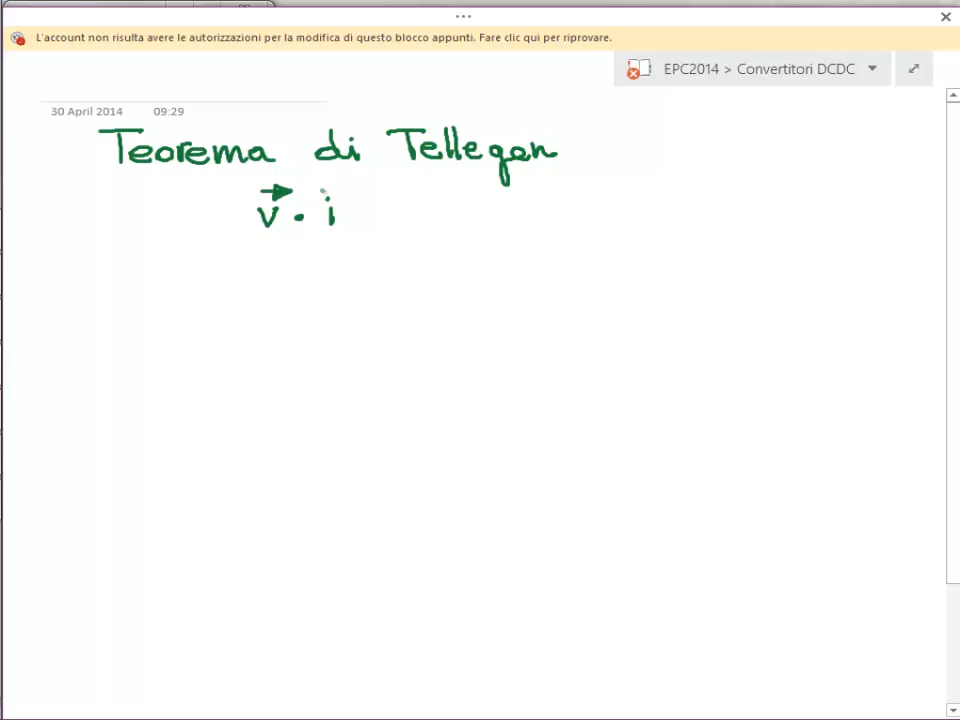 L'account non risulta avere le autorizzazioni per la modifica di questo blocco appunti. Fare clic qui per riprovare.
EPC2014 > Convertitori DCDC
30 April 2014 09:29
Teorema di Tellegen
v · i